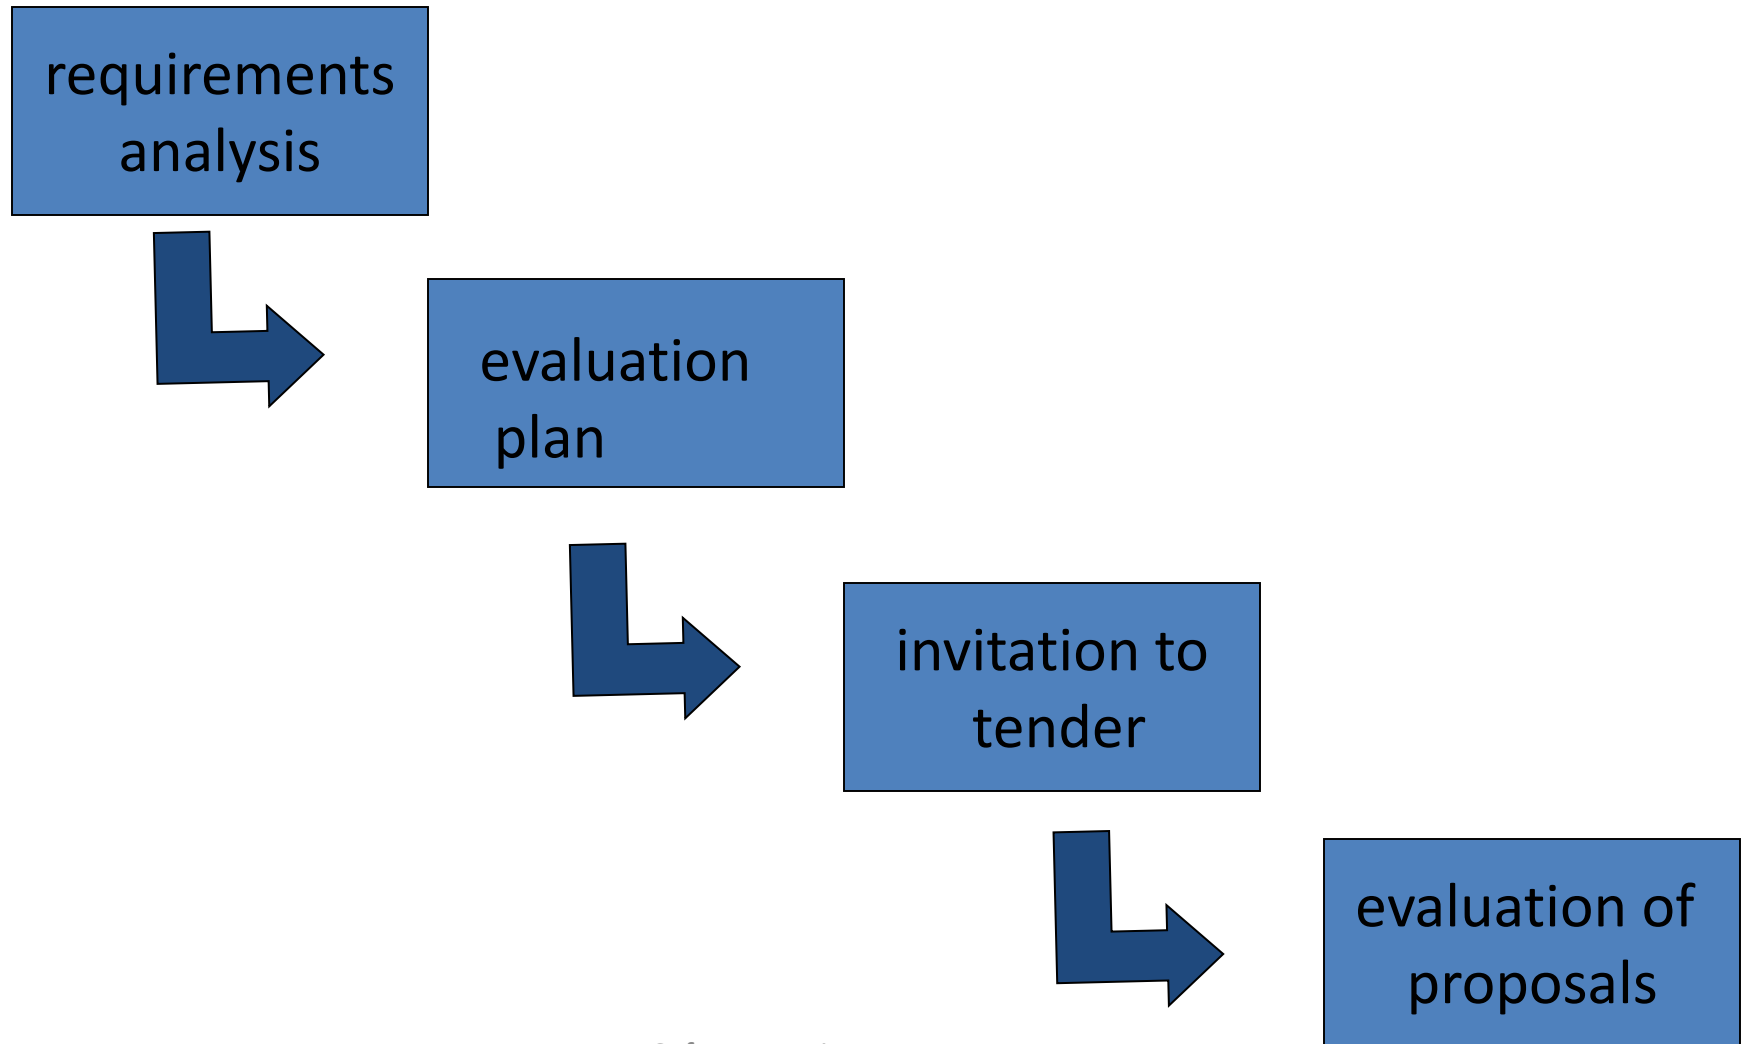 requirements
analysis
evaluation
plan
invitation to
tender
evaluation of
proposals